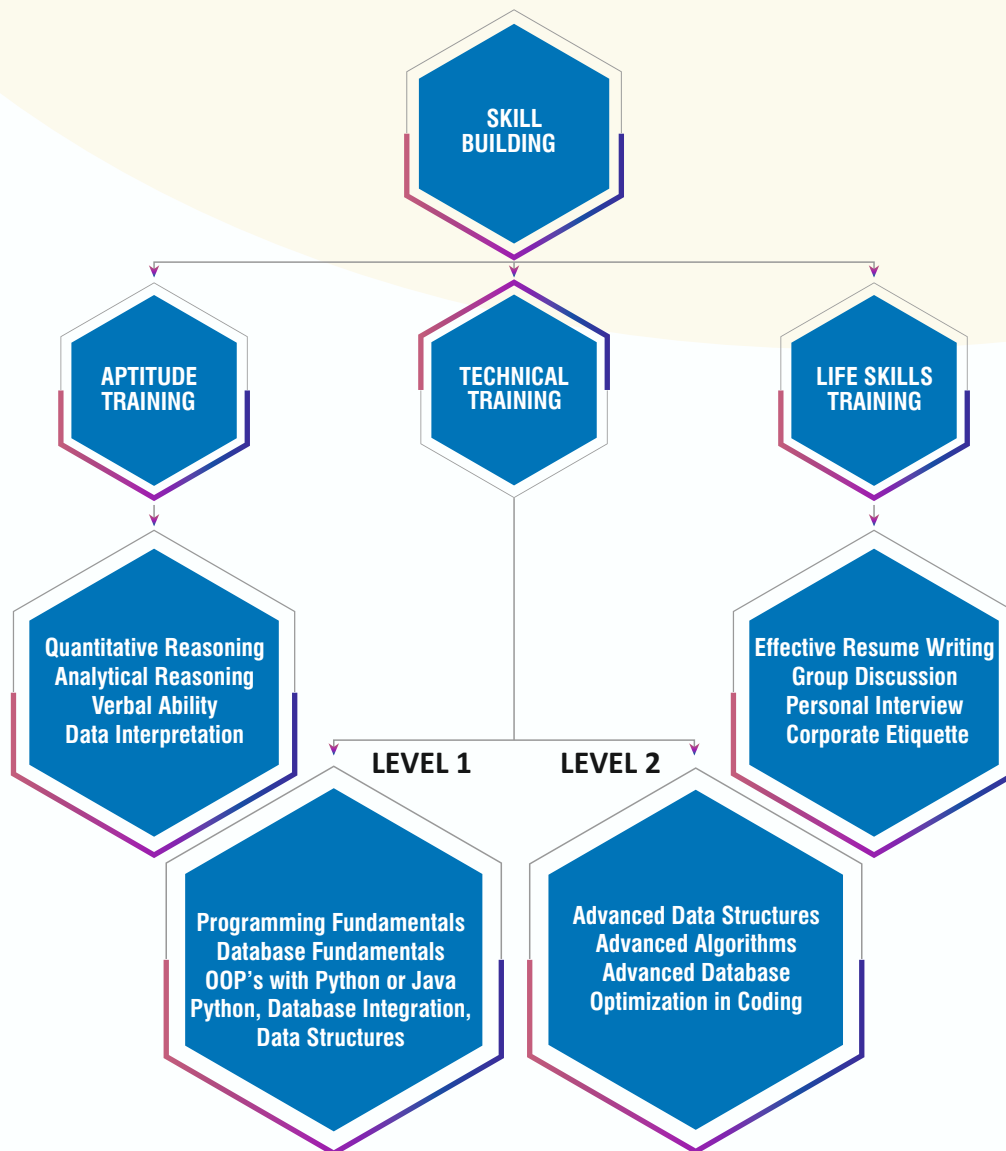 SKILL
BUILDING
APTITUDE
TRAINING
TECHNICAL
TRAINING
LIFE SKILLS
TRAINING
Quantitative Reasoning
Analytical Reasoning
Verbal Ability
Data Interpretation
Effective Resume Writing
Group Discussion
Personal Interview
Corporate Etiquette
LEVEL 1
LEVEL 2
Programming Fundamentals
Database Fundamentals
OOP's with Python or Java
Python, Database Integration,
Data Structures
Advanced Data Structures
Advanced Algorithms
Advanced Database
Optimization in Coding